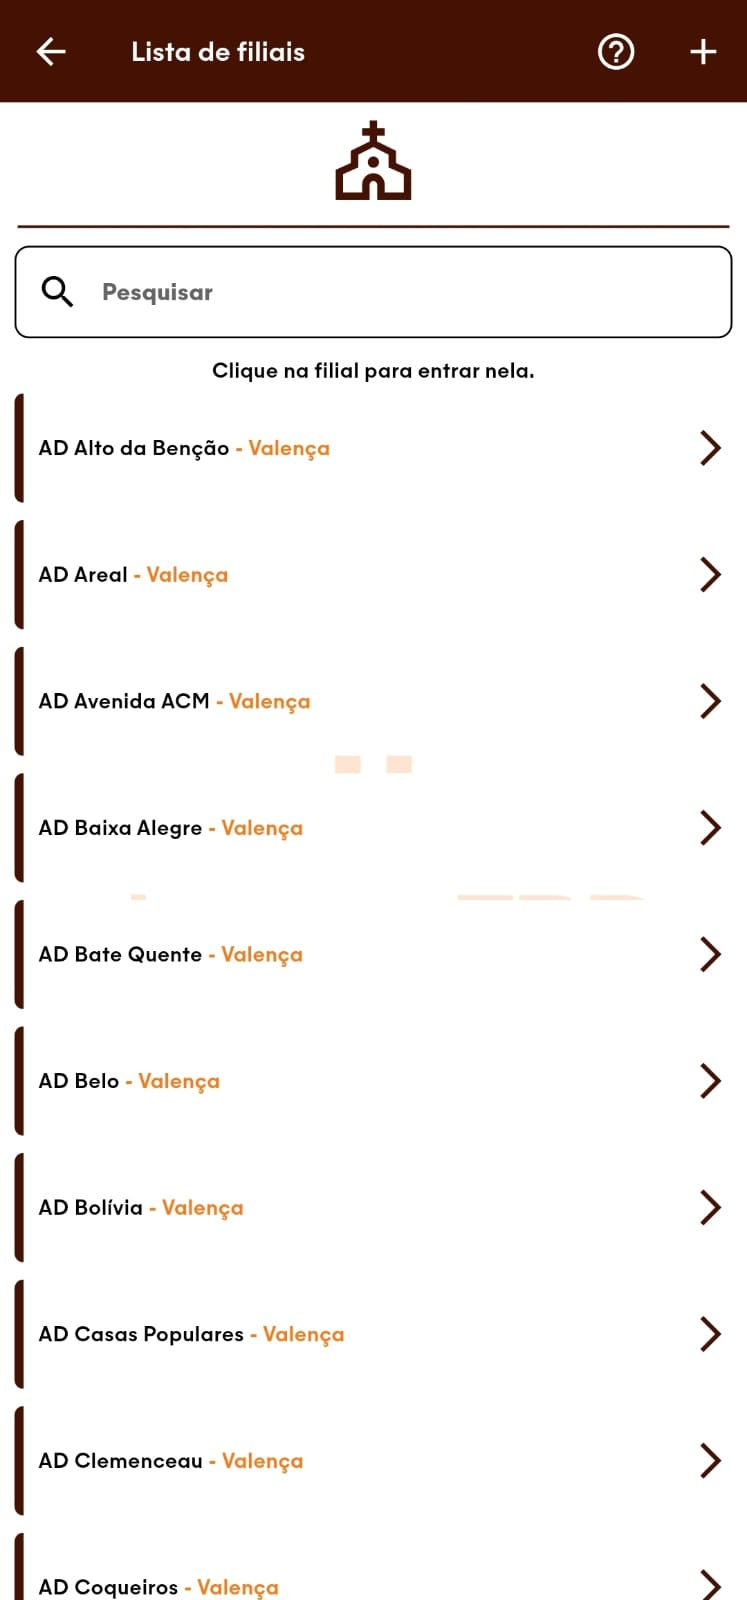 Lista de filiais
Pesquisar
Clique na filial para entrar nela.
AD Alto da Benção - Valença
AD Areal - Valença
AD Avenida ACM - Valença
AD Baixa Alegre - Valença
AD Bate Quente - Valença
AD Belo - Valença
AD Bolívia - Valença
AD Casas Populares - Valença
AD Clemenceau - Valença
AD Coqueiros - Valença